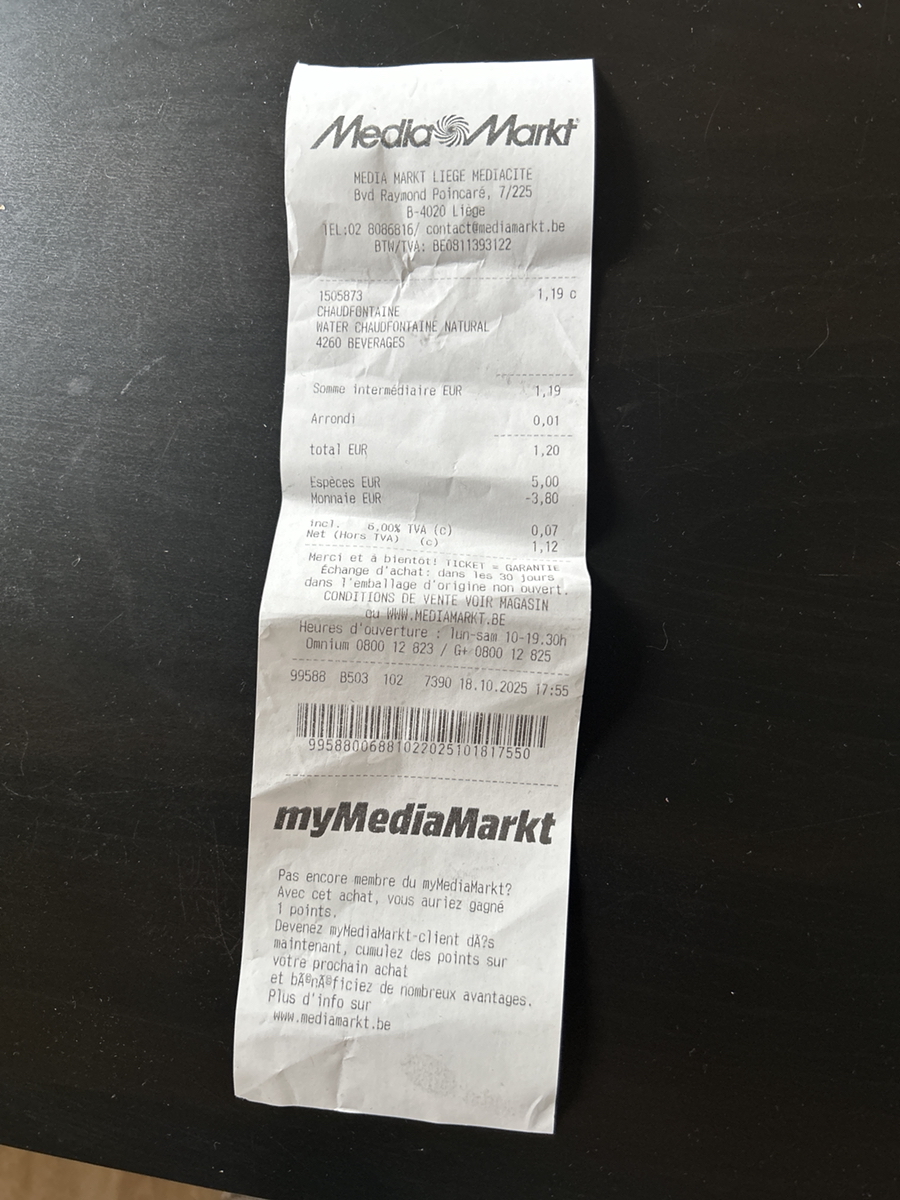 Media Markt
MEDIA MARKT LIEGE MEDIACITE
Bvd Raymond Poincaré, 7/225
B-4020 Liège
TEL:02 8086816/ contact@mediamarkt.be
BTW/TVA: BE0811393122
1505873 1,19 c
CHAUDFONTAINE
WATER CHAUDFONTAINE NATURAL
4260 BEVERAGES
Somme intermédiaire EUR 1,19
Arrondi 0,01
total EUR 1,20
Espèces EUR 5,00
Monnaie EUR -3,80
incl. 6,00% TVA (c) 0,07
Net (Hors TVA) (c) 1,12
Merci et à bientôt! TICKET = GARANTIE
Échange d'achat: dans les 30 jours
dans l'emballage d'origine non ouvert.
CONDITIONS DE VENTE VOIR MAGASIN
ou WWW.MEDIAMARKT.BE
Heures d'ouverture : lun-sam 10-19.30h
Omnium 0800 12 823 / G+ 0800 12 825
99588 B503 102 7390 18.10.2025 17:55
9958800688102202510181755​0
myMediaMarkt
Pas encore membre du myMediaMarkt?
Avec cet achat, vous auriez gagné
1 points.
Devenez myMediaMarkt-client dÃ?s
maintenant, cumulez des points sur
votre prochain achat
et bÃ©nÃ©ficiez de nombreux avantages.
Plus d'info sur
www.mediamarkt.be